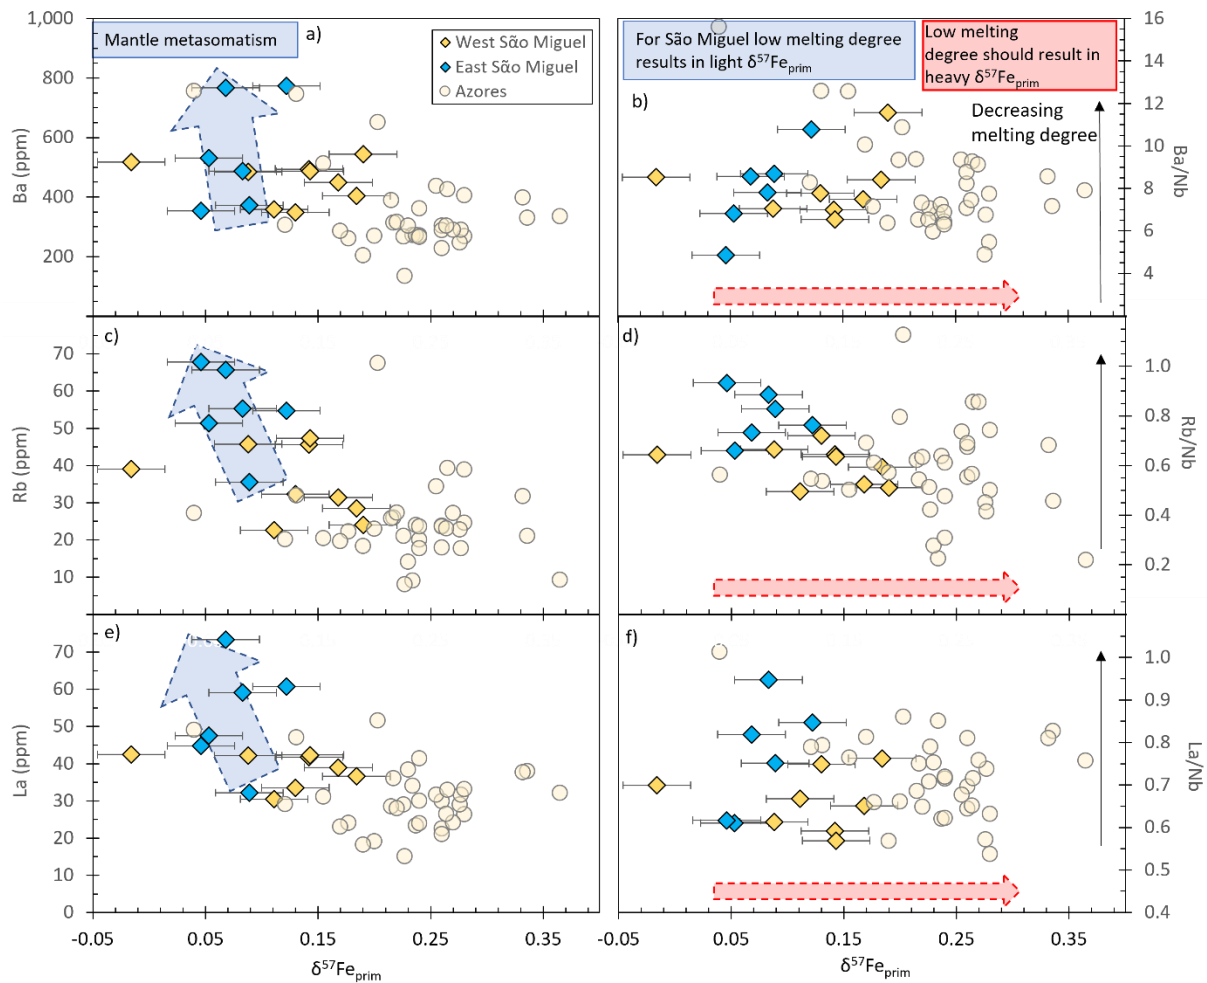 Mantle metasomatism
a)
West São Miguel
East São Miguel
Azores
1,000
800
600
400
200
Ba (ppm)
For São Miguel low melting degree
results in light δ⁵⁷Fe_prim
Low melting
degree should result in
heavy δ⁵⁷Fe_prim
b)
Decreasing
melting degree
16
14
12
10
8
6
4
Ba/Nb
c)
70
60
50
40
30
20
10
Rb (ppm)
d)
1.0
0.8
0.6
0.4
0.2
Rb/Nb
e)
70
60
50
40
30
20
10
0
La (ppm)
-0.05
0.05
0.15
0.25
0.35
δ⁵⁷Fe_prim
f)
1.0
0.9
0.8
0.7
0.6
0.5
0.4
La/Nb
-0.05
0.05
0.15
0.25
0.35
δ⁵⁷Fe_prim